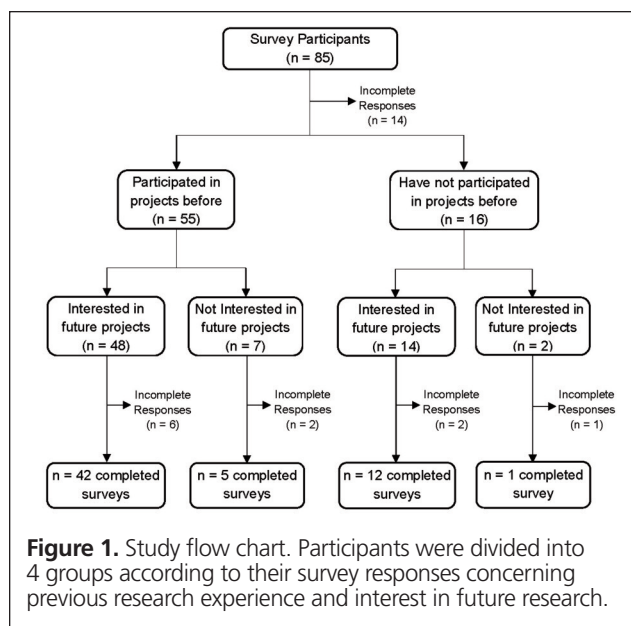 Survey Participants
(n = 85)
Incomplete
Responses
(n = 14)
Participated in
projects before
(n = 55)
Have not participated
in projects before
(n = 16)
Interested in
future projects
(n = 48)
Not Interested in
future projects
(n = 7)
Interested in
future projects
(n = 14)
Not Interested in
future projects
(n = 2)
Incomplete
Responses
(n = 6)
Incomplete
Responses
(n = 2)
Incomplete
Responses
(n = 2)
Incomplete
Responses
(n = 1)
n = 42 completed
surveys
n = 5 completed
surveys
n = 12 completed
surveys
n = 1 completed
survey
Figure 1. Study flow chart. Participants were divided into
4 groups according to their survey responses concerning
previous research experience and interest in future research.